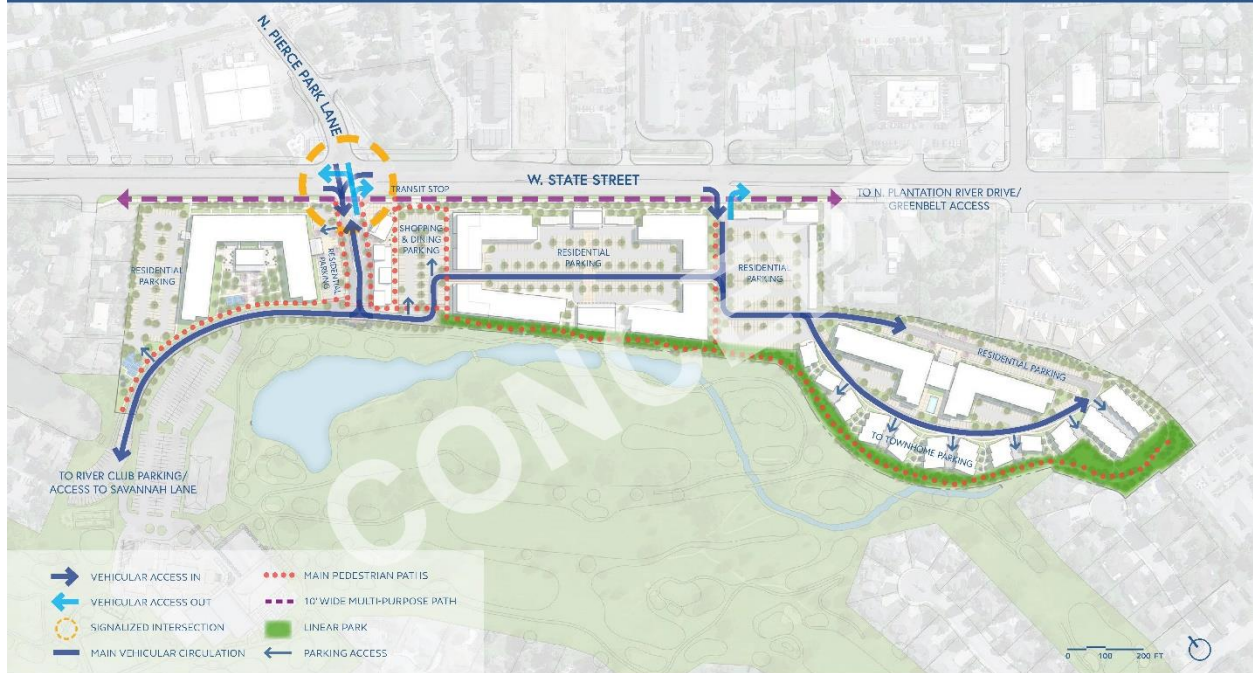 N. PIERCE PARK LANE
W. STATE STREET
TRANSIT STOP
TO N. PLANTATION RIVER DRIVE/
GREENBELT ACCESS
SHOPPING
& DINING
PARKING
RESIDENTIAL
PARKING
RESIDENTIAL
PARKING
RESIDENTIAL
PARKING
RESIDENTIAL
PARKING
RESIDENTIAL PARKING
TO TOWNHOME PARKING
TO RIVER CLUB PARKING/
ACCESS TO SAVANNAH LANE
CONCEPT
VEHICULAR ACCESS IN
VEHICULAR ACCESS OUT
SIGNALIZED INTERSECTION
MAIN VEHICULAR CIRCULATION
MAIN PEDESTRIAN PATHS
10' WIDE MULTI-PURPOSE PATH
LINEAR PARK
PARKING ACCESS
0 100 200 FT